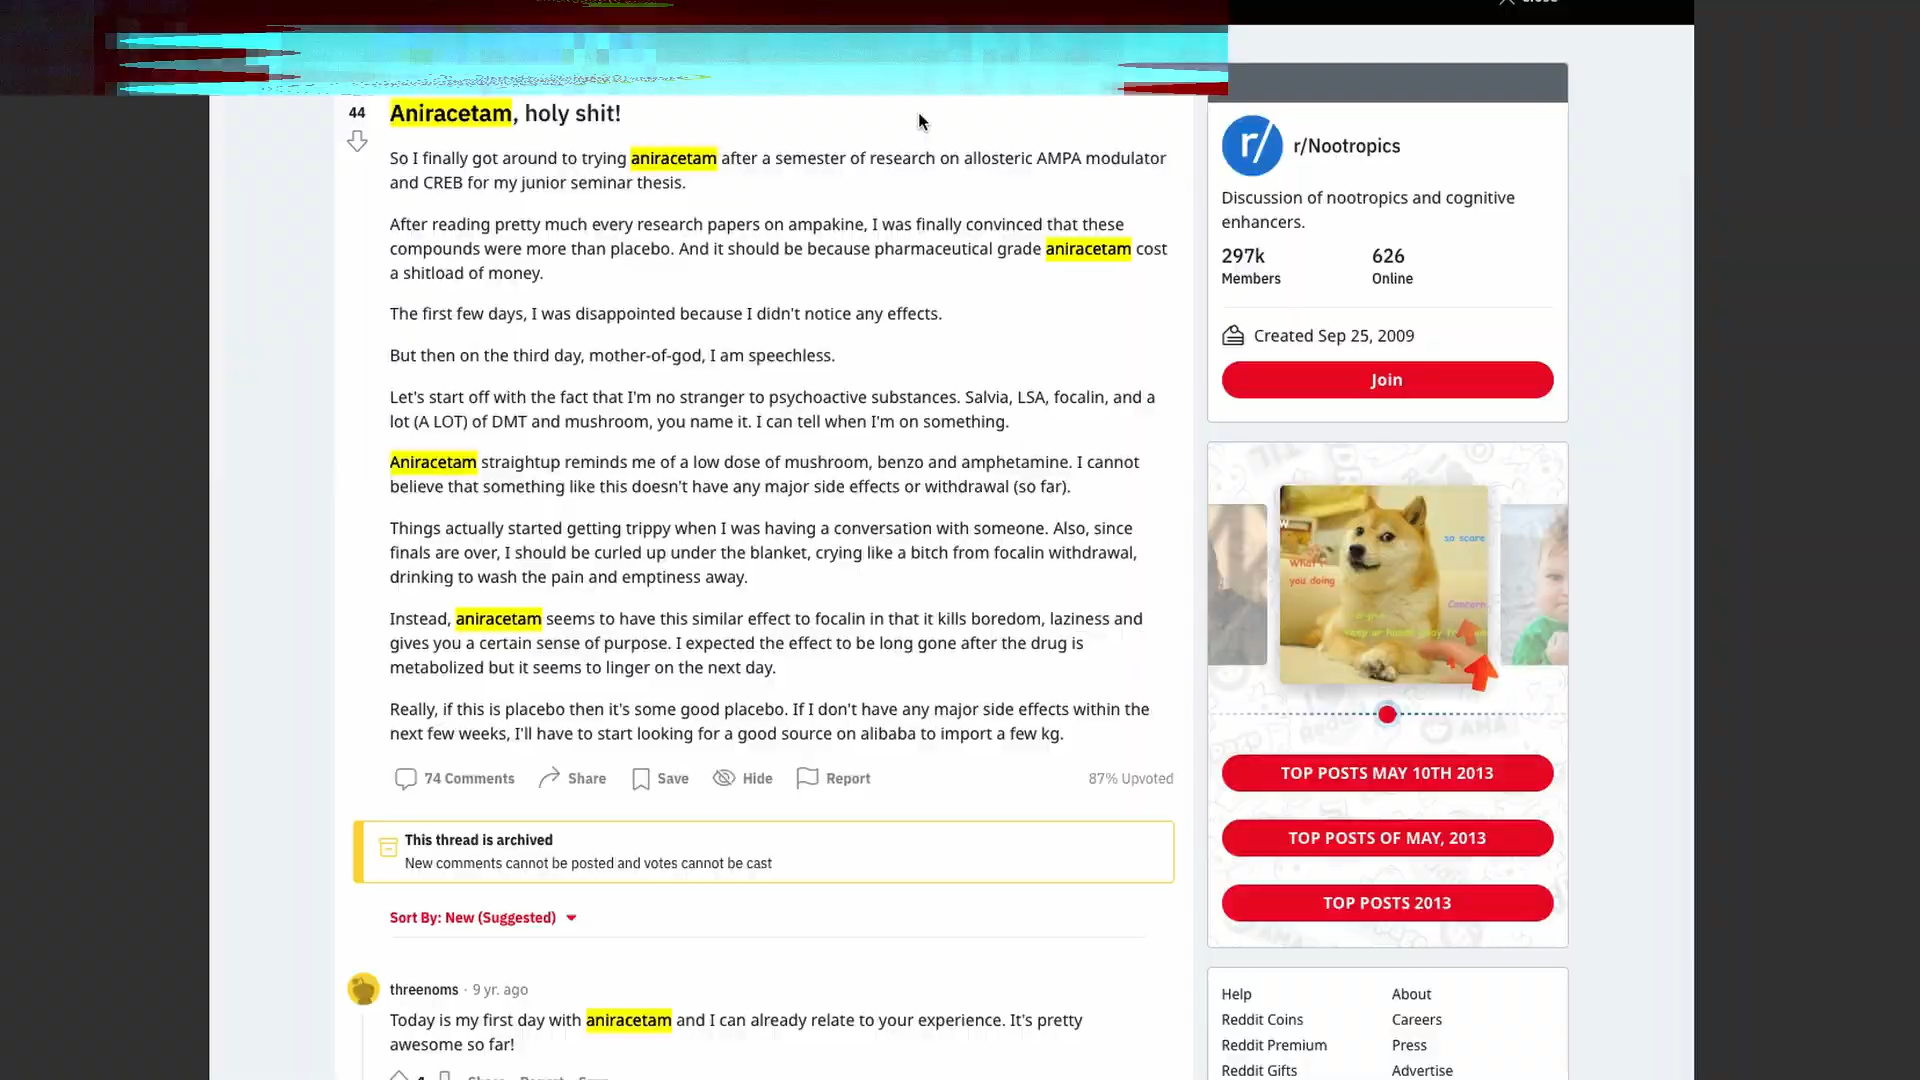 44
Aniracetam, holy shit!
So I finally got around to trying aniracetam after a semester of research on allosteric AMPA modulator
and CREB for my junior seminar thesis.
After reading pretty much every research papers on ampakine, I was finally convinced that these
compounds were more than placebo. And it should be because pharmaceutical grade aniracetam cost
a shitload of money.
The first few days, I was disappointed because I didn't notice any effects.
But then on the third day, mother-of-god, I am speechless.
Let's start off with the fact that I'm no stranger to psychoactive substances. Salvia, LSA, focalin, and a
lot (A LOT) of DMT and mushroom, you name it. I can tell when I'm on something.
Aniracetam straightup reminds me of a low dose of mushroom, benzo and amphetamine. I cannot
believe that something like this doesn't have any major side effects or withdrawal (so far).
Things actually started getting trippy when I was having a conversation with someone. Also, since
finals are over, I should be curled up under the blanket, crying like a bitch from focalin withdrawal,
drinking to wash the pain and emptiness away.
Instead, aniracetam seems to have this similar effect to focalin in that it kills boredom, laziness and
gives you a certain sense of purpose. I expected the effect to be long gone after the drug is
metabolized but it seems to linger on the next day.
Really, if this is placebo then it's some good placebo. If I don't have any major side effects within the
next few weeks, I'll have to start looking for a good source on alibaba to import a few kg.
74 Comments Share Save Hide Report 87% Upvoted
This thread is archived
New comments cannot be posted and votes cannot be cast
Sort By: New (Suggested)
threenoms · 9 yr. ago
Today is my first day with aniracetam and I can already relate to your experience. It's pretty
awesome so far!
r/ r/Nootropics
Discussion of nootropics and cognitive
enhancers.
297k 626
Members Online
Created Sep 25, 2009
Join
so scare
What
you doing
Concern
TOP POSTS MAY 10TH 2013
TOP POSTS OF MAY, 2013
TOP POSTS 2013
Help About
Reddit Coins Careers
Reddit Premium Press
Reddit Gifts Advertise